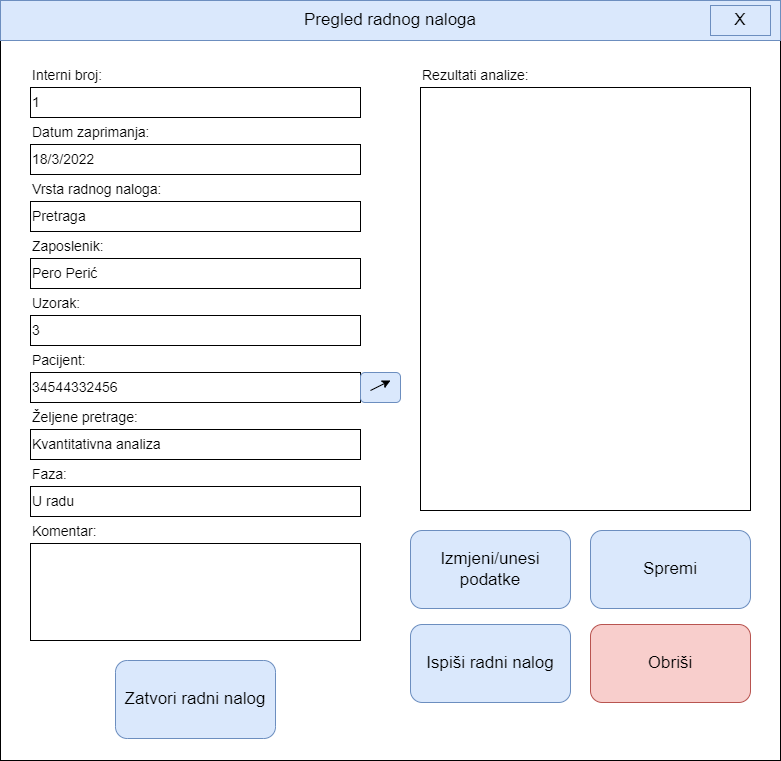 Pregled radnog naloga
X
Interni broj:
1
Datum zaprimanja:
18/3/2022
Vrsta radnog naloga:
Pretraga
Zaposlenik:
Pero Perić
Uzorak:
3
Pacijent:
34544332456
Željene pretrage:
Kvantitativna analiza
Faza:
U radu
Komentar:
Zatvori radni nalog
Rezultati analize:
Izmjeni/unesi
podatke
Spremi
Ispiši radni nalog
Obriši